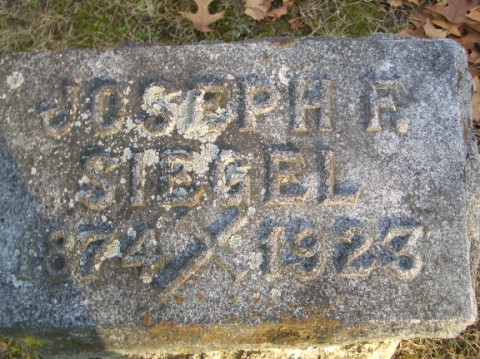 JOSEPH F.
SIEGEL
1874 - 1923